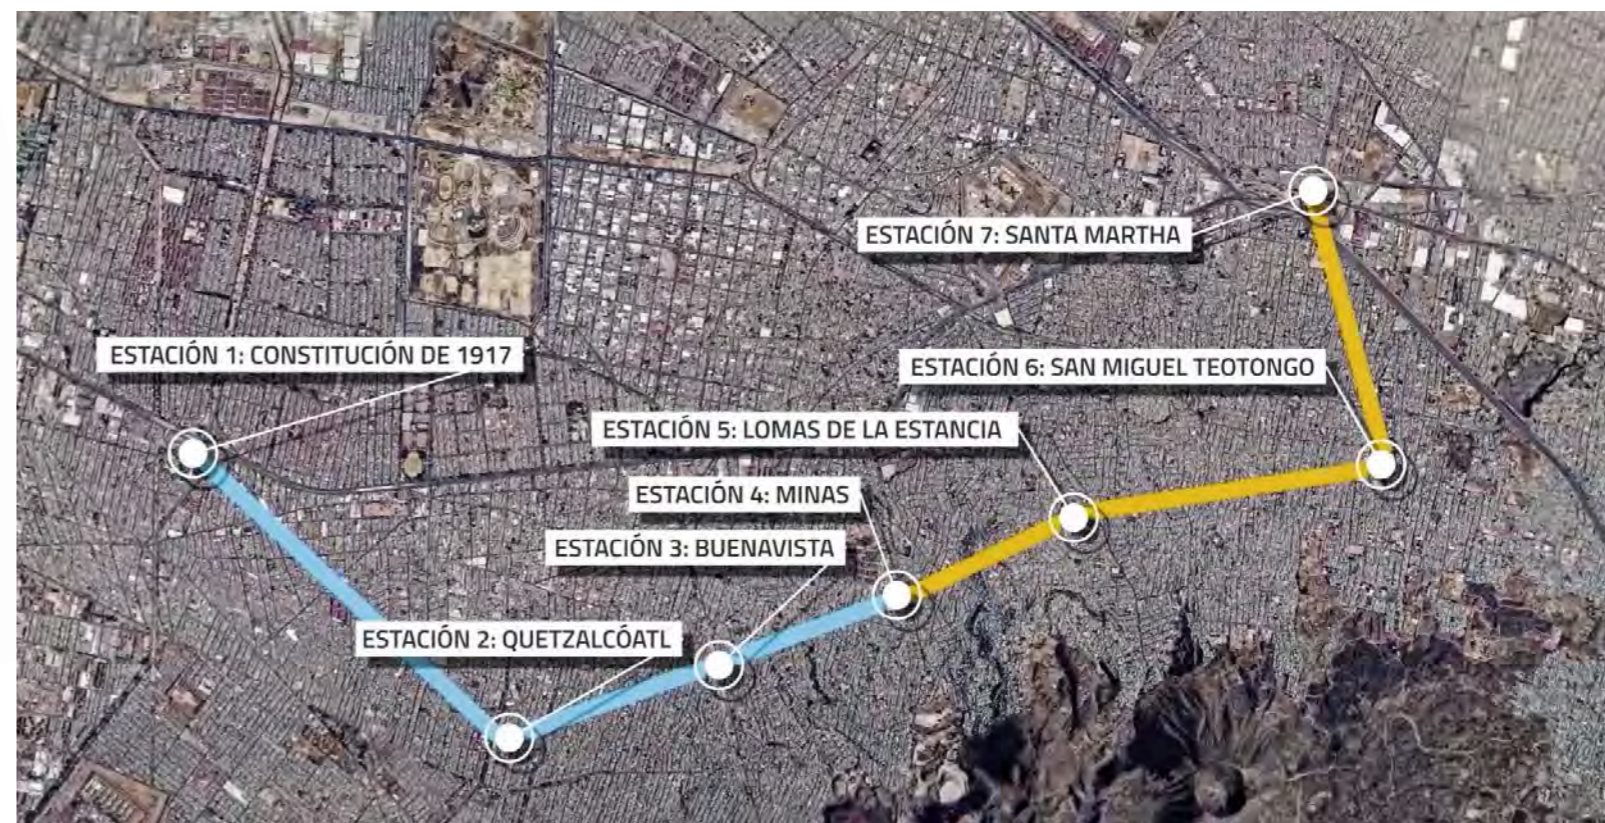 ESTACIÓN 7: SANTA MARTHA
ESTACIÓN 1: CONSTITUCIÓN DE 1917
ESTACIÓN 6: SAN MIGUEL TEOTONGO
ESTACIÓN 5: LOMAS DE LA ESTANCIA
ESTACIÓN 4: MINAS
ESTACIÓN 3: BUENAVISTA
ESTACIÓN 2: QUETZALCÓATL